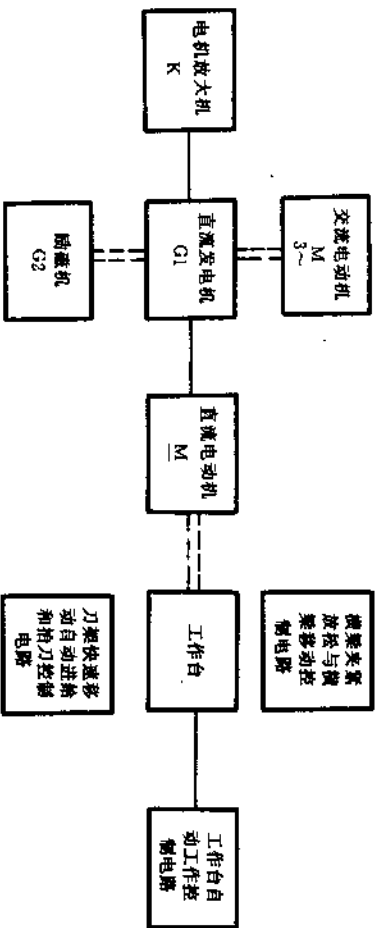 电机放大机
K
交流电动机
M
3~
直流发电机
G1
励磁机
G2
直流电动机
M
横梁夹紧
放松与横
梁移动控
制电路
工作台
刀架快速移
动自动进给
和抬刀控制
电路
工作台自
动工作控
制电路